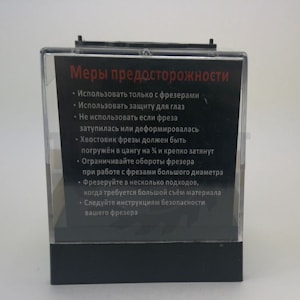 Меры предосторожности
• Использовать только с фрезерами
• Использовать защиту для глаз
• Не использовать если фреза
затупилась или деформировалась
• Хвостовик фрезы должен быть
погружён в цангу на ¾ и крепко затянут
• Ограничивайте обороты фрезера
при работе с фрезами большого диаметра
• Фрезеруйте в несколько подходов,
когда требуется большой съём материала
• Следуйте инструкциям безопасности
вашего фрезера